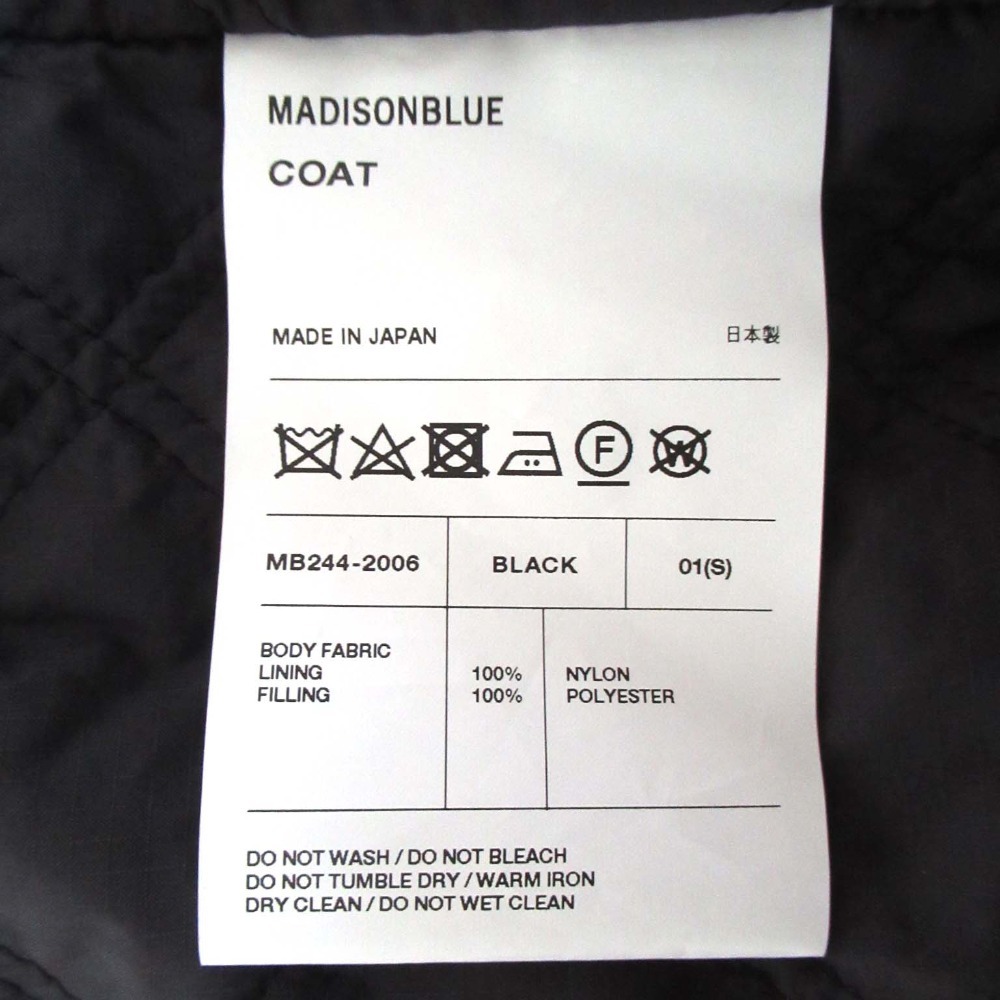 MADISONBLUE
COAT
MADE IN JAPAN 日本製
F W
MB244-2006 BLACK 01(S)
BODY FABRIC
LINING 100% NYLON
FILLING 100% POLYESTER
DO NOT WASH / DO NOT BLEACH
DO NOT TUMBLE DRY / WARM IRON
DRY CLEAN / DO NOT WET CLEAN